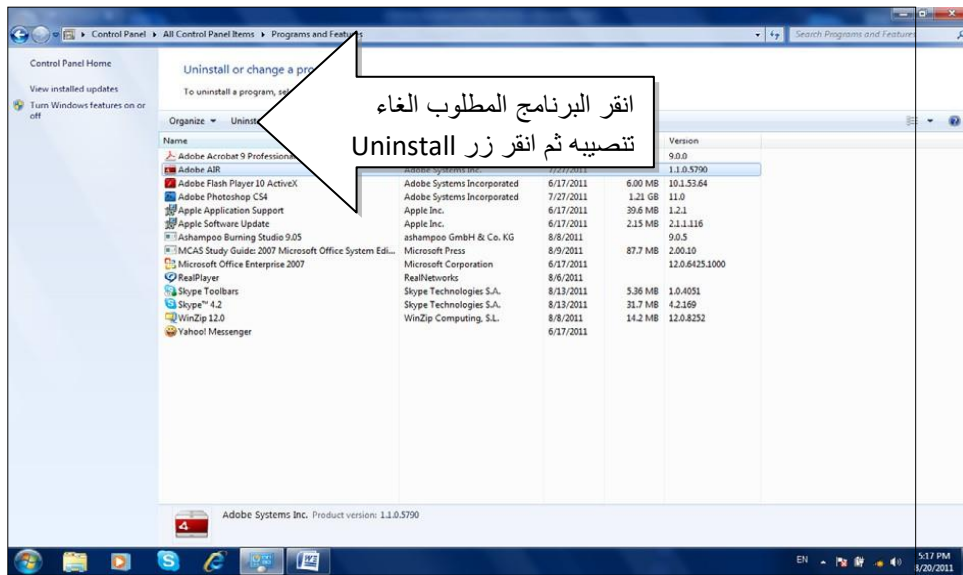 Control Panel ▸ All Control Panel Items ▸ Programs and Features
Search Programs and Features
Control Panel Home
View installed updates
Turn Windows features on or
off
Uninstall or change a
To uninstall a program,
انقر البرنامج المطلوب الغاء
تنصيبه ثم انقر زر Uninstall
Organize
Name Version
Adobe Acrobat 9 Professional 9.0.0
Adobe AIR Adobe Systems Inc. 7/27/2011 1.1.0.5790
Adobe Flash Player 10 ActiveX Adobe Systems Incorporated 6/17/2011 6.00 MB 10.1.53.64
Adobe Photoshop CS4 Adobe Systems Incorporated 7/27/2011 1.21 GB 11.0
Apple Application Support Apple Inc. 6/17/2011 39.6 MB 1.2.1
Apple Software Update Apple Inc. 6/17/2011 2.15 MB 2.1.1.116
Ashampoo Burning Studio 9.05 ashampoo GmbH & Co. KG 8/8/2011 9.0.5
MCAS Study Guide: 2007 Microsoft Office System Edi... Microsoft Press 8/9/2011 87.7 MB 2.00.10
Microsoft Office Enterprise 2007 Microsoft Corporation 6/17/2011 12.0.6425.1000
RealPlayer RealNetworks 8/6/2011
Skype Toolbars Skype Technologies S.A. 8/13/2011 5.36 MB 1.0.4051
Skype™ 4.2 Skype Technologies S.A. 8/13/2011 31.7 MB 4.2.169
WinZip 12.0 WinZip Computing, S.L. 8/8/2011 14.2 MB 12.0.8252
Yahoo! Messenger 6/17/2011
Adobe Systems Inc. Product version: 1.1.0.5790
EN 5:17 PM
8/20/2011